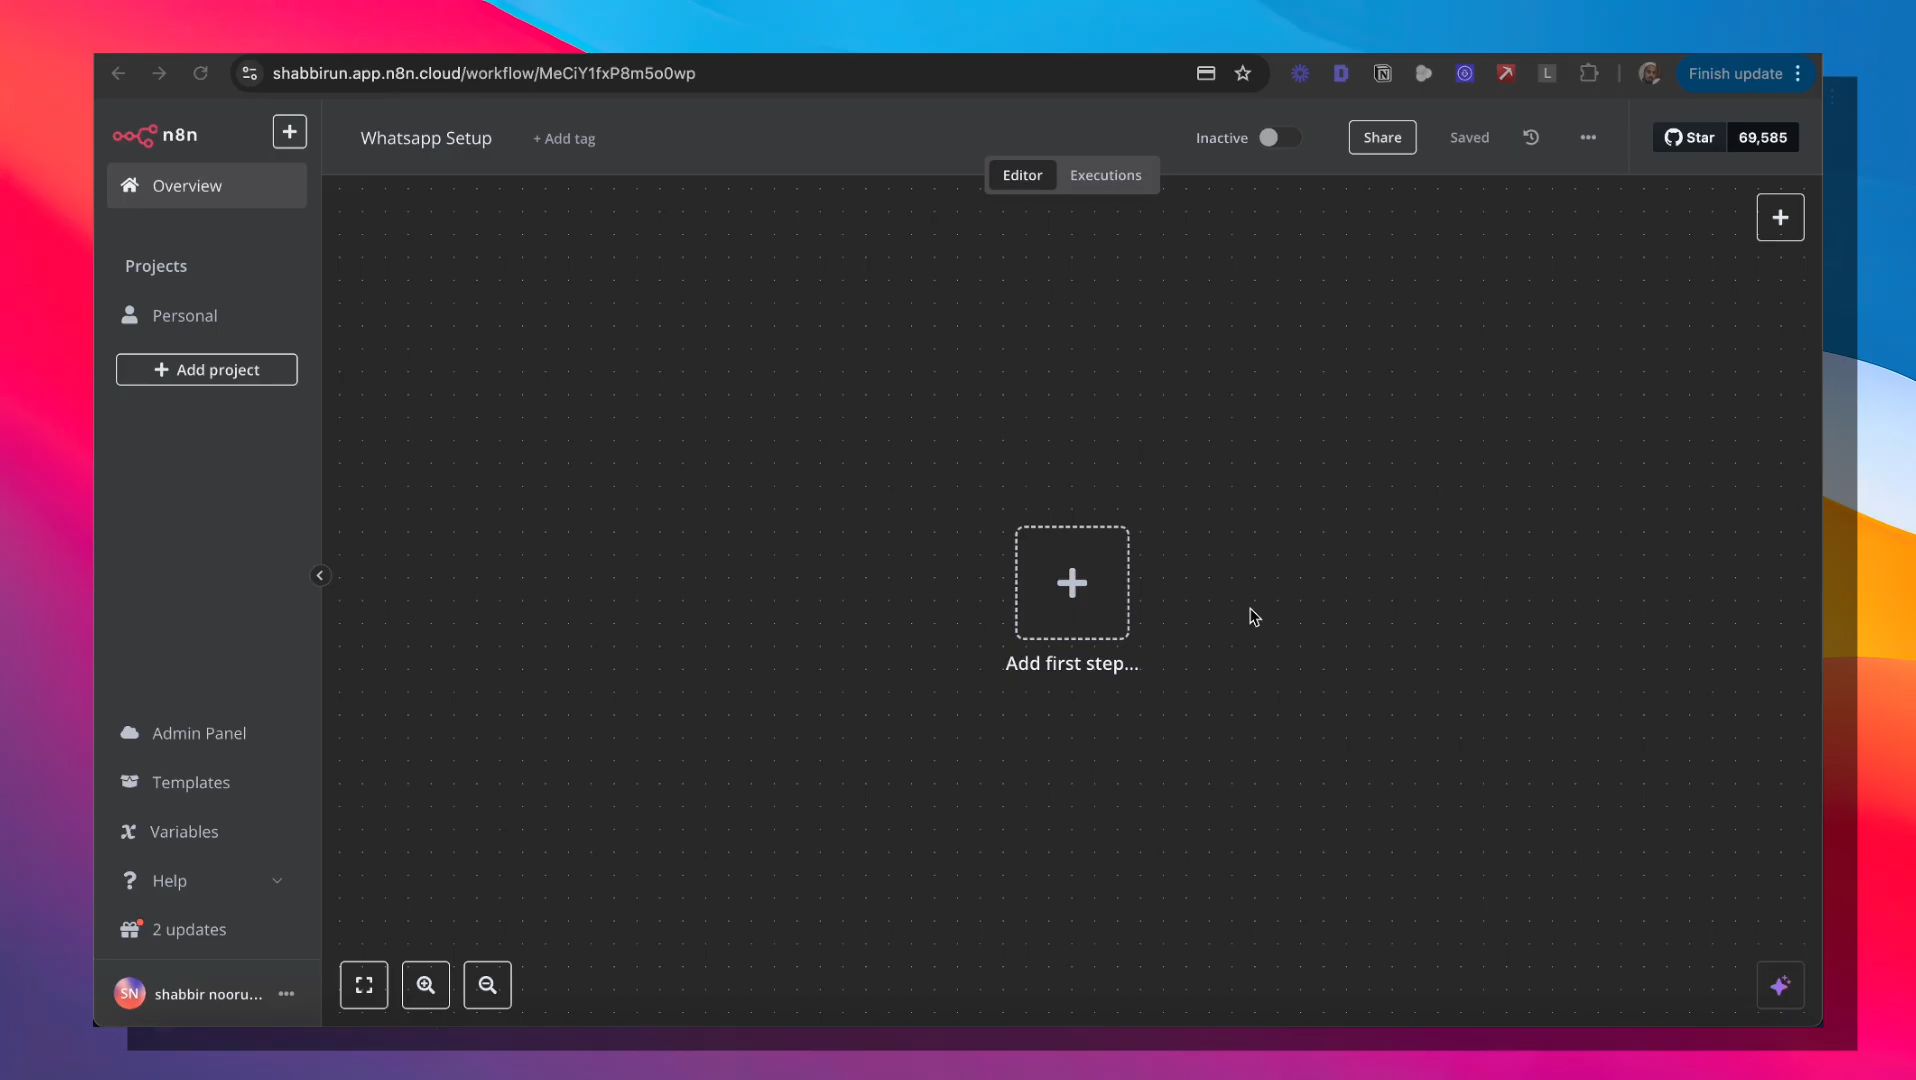 shabbirun.app.n8n.cloud/workflow/MeCiY1fxP8m5o0wp
D
L
Finish update
n8n
Whatsapp Setup
+ Add tag
Inactive
Share
Saved
Star
69,585
Editor
Executions
Overview
Projects
Personal
Add project
Add first step...
Admin Panel
Templates
Variables
Help
2 updates
SN
shabbir nooru...